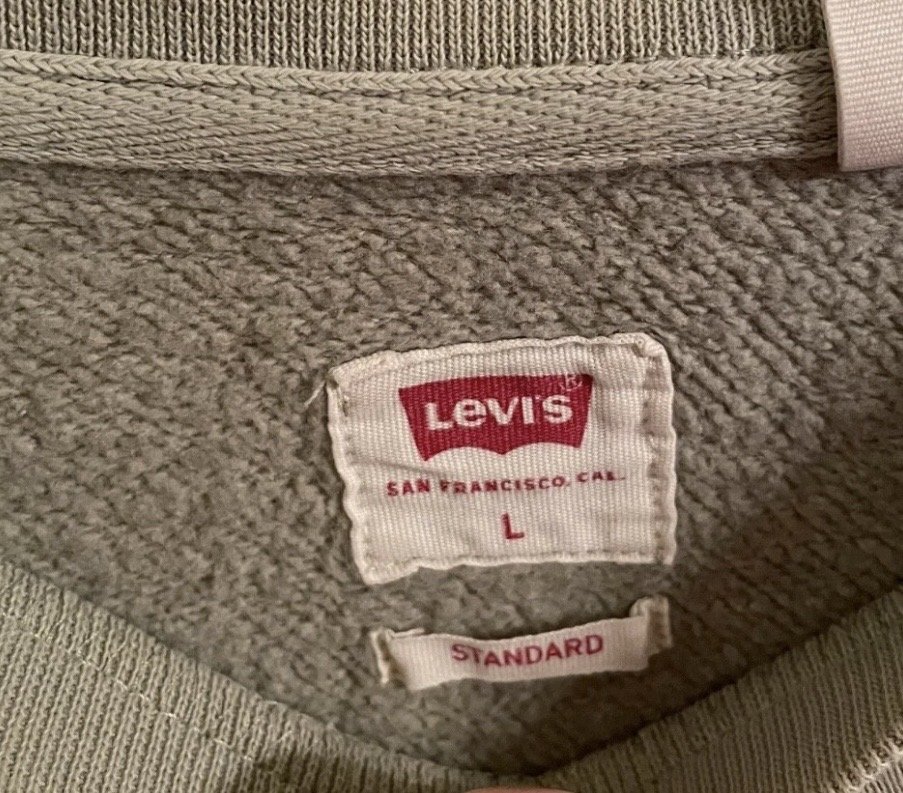 LEVI'S ®
SAN FRANCISCO, CAL.
L
STANDARD